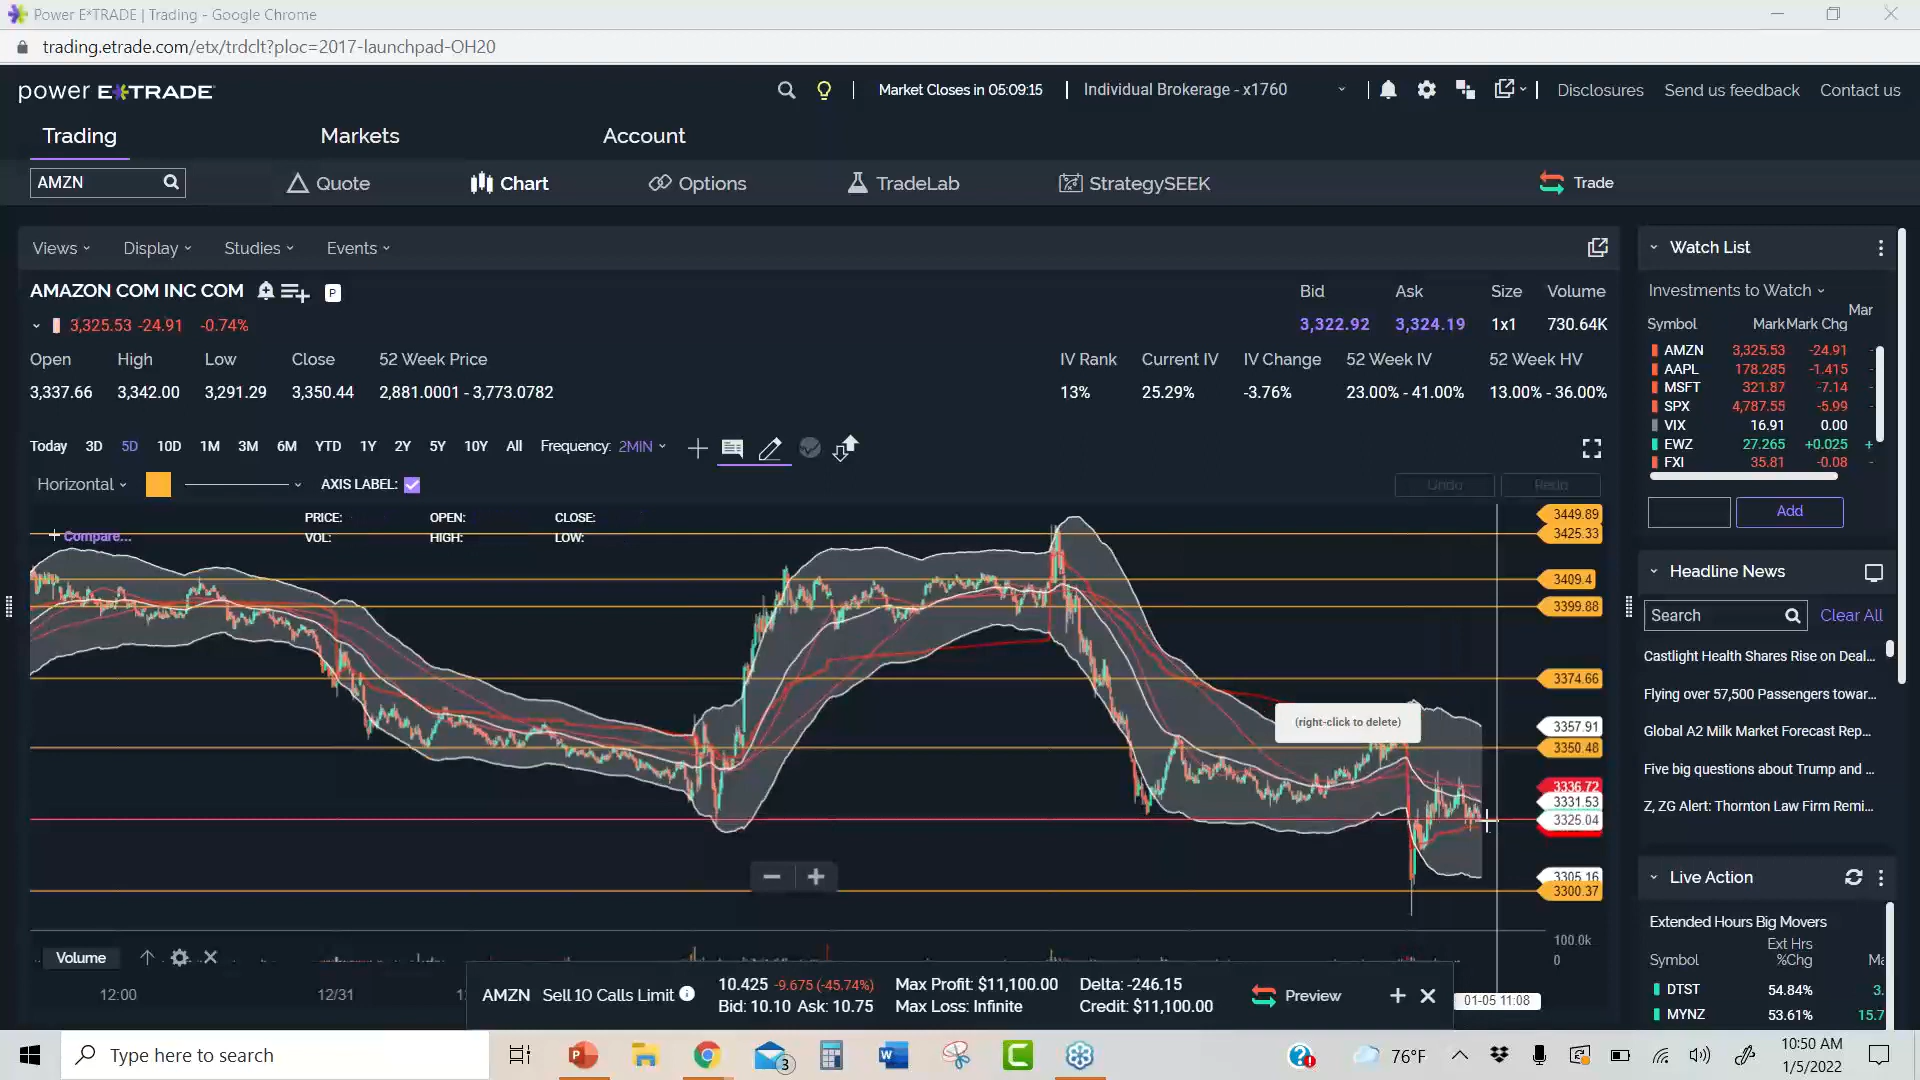 Power E*TRADE | Trading - Google Chrome
trading.etrade.com/etx/trdclt?ploc=2017-launchpad-OH20
power E*TRADE
Market Closes in 05:09:15
Individual Brokerage - x1760
Disclosures Send us feedback Contact us
Trading Markets Account
AMZN
Quote Chart Options TradeLab StrategySEEK Trade
Views Display Studies Events
AMAZON COM INC COM P
Bid Ask Size Volume
3,325.53 -24.91 -0.74%
3,322.92 3,324.19 1x1 730.64K
Open High Low Close 52 Week Price
3,337.66 3,342.00 3,291.29 3,350.44 2,881.0001 - 3,773.0782
IV Rank Current IV IV Change 52 Week IV 52 Week HV
13% 25.29% -3.76% 23.00% - 41.00% 13.00% - 36.00%
Today 3D 5D 10D 1M 3M 6M YTD 1Y 2Y 5Y 10Y All Frequency: 2MIN
Horizontal AXIS LABEL:
Undo Redo
PRICE: OPEN: CLOSE:
VOL: HIGH: LOW:
+ Compare...
3449.89
3425.33
3409.4
3399.88
3374.66
(right-click to delete)
3357.91
3350.48
3336.72
3331.53
3325.04
3305.16
3300.37
− +
100.0k
0
Volume
12:00 12/31
AMZN Sell 10 Calls Limit
10.425 -9.675 (-45.74%)
Bid: 10.10 Ask: 10.75
Max Profit: $11,100.00
Max Loss: Infinite
Delta: -246.15
Credit: $11,100.00
Preview
01-05 11:08
Watch List
Investments to Watch
Mar
Symbol Mark Mark Chg
AMZN 3,325.53 -24.91 -
AAPL 178.285 -1.415 -
MSFT 321.87 -7.14 -
SPX 4,787.55 -5.99 -
VIX 16.91 0.00
EWZ 27.265 +0.025 +
FXI 35.81 -0.08 -
Add
Headline News
Search Clear All
Castlight Health Shares Rise on Deal...
Flying over 57,500 Passengers towar...
Global A2 Milk Market Forecast Rep...
Five big questions about Trump and ...
Z, ZG Alert: Thornton Law Firm Remi...
Live Action
Extended Hours Big Movers
Ext Hrs
Symbol %Chg
DTST 54.84% 3.
MYNZ 53.61% 15.7
Type here to search
3
76°F
10:50 AM
1/5/2022